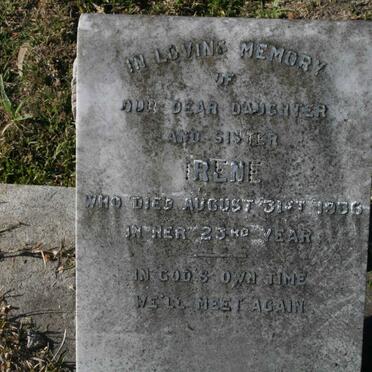 IN LOVING MEMORY
OF
OUR DEAR DAUGHTER
AND SISTER
IRENE
WHO DIED AUGUST 31ST 1936
IN HER 23RD YEAR
IN GOD'S OWN TIME
WE'LL MEET AGAIN